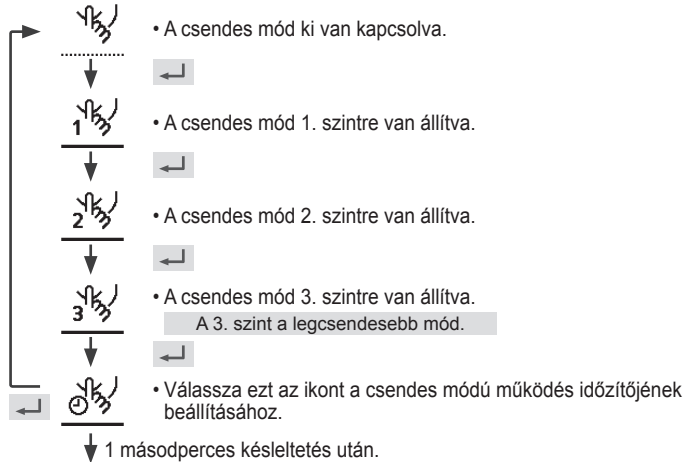 • A csendes mód ki van kapcsolva.
1
• A csendes mód 1. szintre van állítva.
2
• A csendes mód 2. szintre van állítva.
3
• A csendes mód 3. szintre van állítva.
A 3. szint a legcsendesebb mód.
• Válassza ezt az ikont a csendes módú működés időzítőjének
beállításához.
1 másodperces késleltetés után.